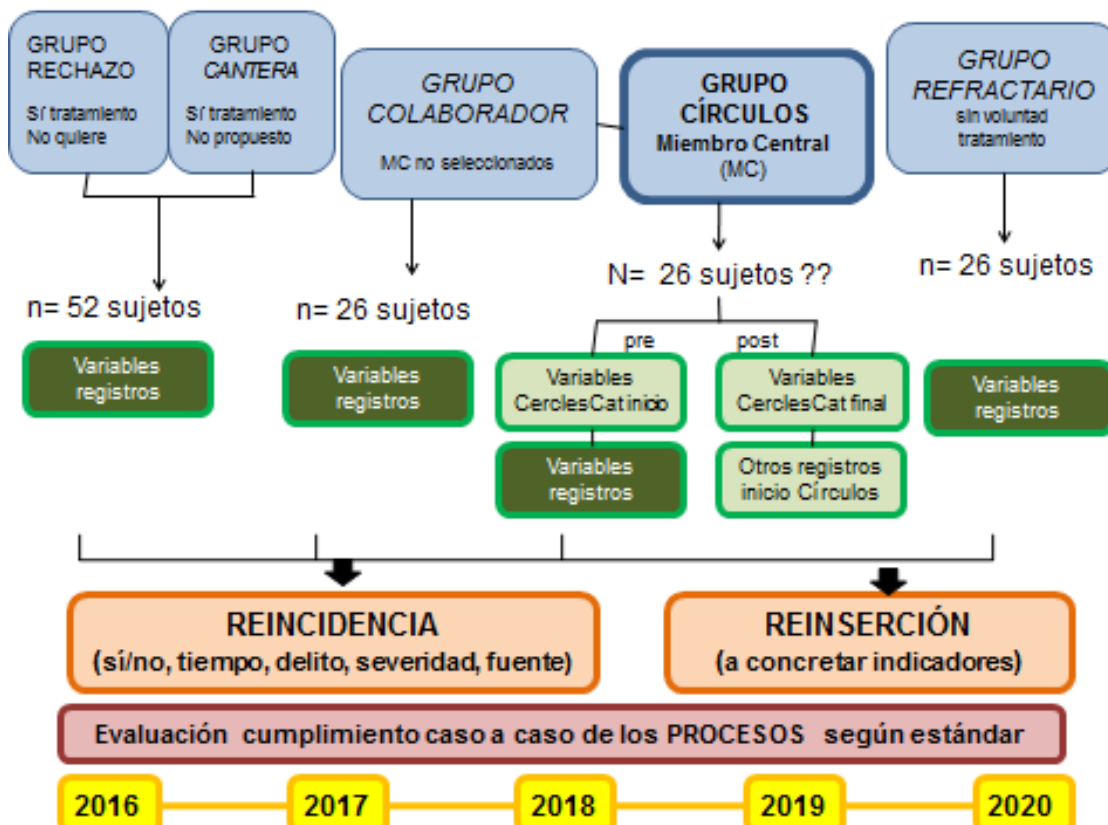 GRUPO
RECHAZO
Sí tratamiento
No quiere
GRUPO
CANTERA
Sí tratamiento
No propuesto
GRUPO
COLABORADOR
MC no seleccionados
GRUPO
CÍRCULOS
Miembro Central
(MC)
GRUPO
REFRACTARIO
sin voluntad
tratamiento
n= 52 sujetos
n= 26 sujetos
N= 26 sujetos ??
n= 26 sujetos
pre
post
Variables
registros
Variables
registros
Variables
CerclesCat inicio
Variables
CerclesCat final
Variables
registros
Variables
registros
Otros registros
inicio Círculos
REINCIDENCIA
(sí/no, tiempo, delito, severidad, fuente)
REINSERCIÓN
(a concretar indicadores)
Evaluación cumplimiento caso a caso de los PROCESOS según estándar
2016
2017
2018
2019
2020